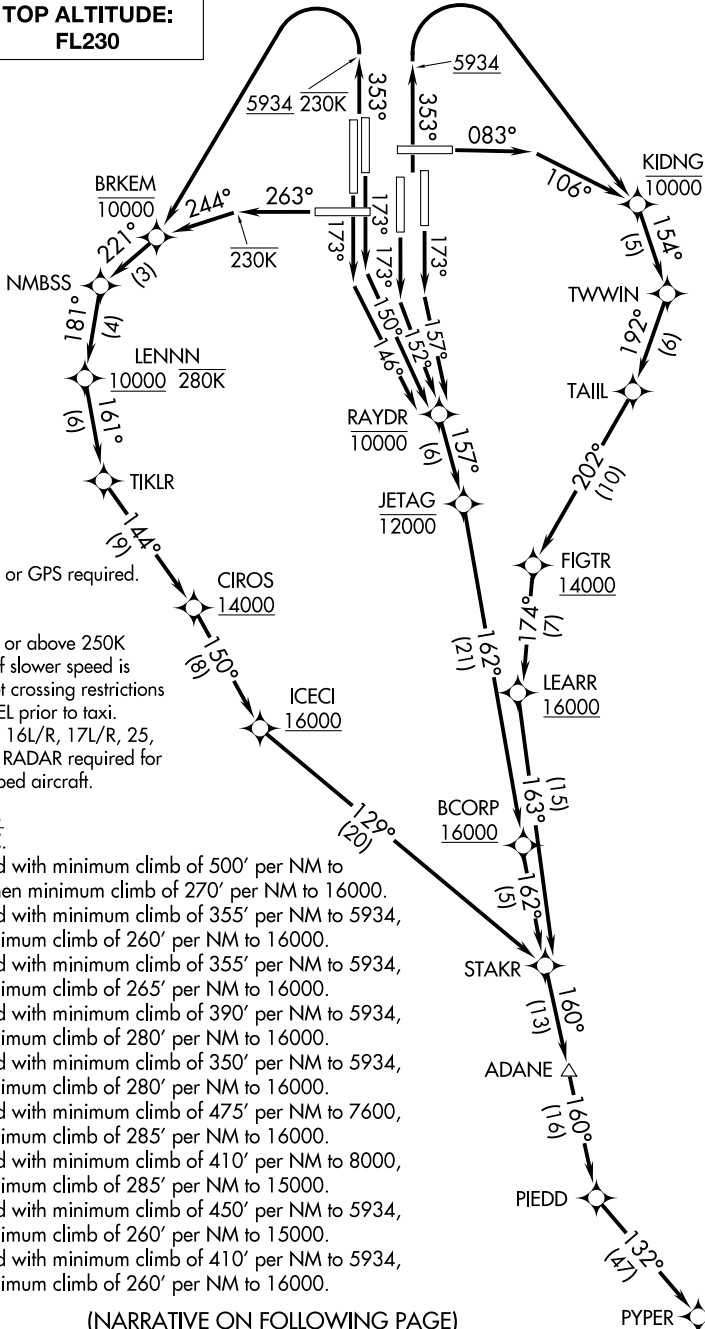 TOP ALTITUDE:
FL230
5934
230K
353°
353°
5934
083°
106°
KIDNG
10000
BRKEM
10000
244°
263°
230K
173°
173°
173°
173°
221°
(3)
154°
(5)
NMBSS
TWWIN
181°
(4)
192°
(6)
150°
146°
152°
157°
LENNN
10000 280K
TAIIL
RAYDR
10000
161°
(6)
157°
(6)
202°
(10)
TIKLR
JETAG
12000
144°
(9)
FIGTR
14000
or GPS required.
CIROS
14000
174°
(7)
or above 250K
f slower speed is
et crossing restrictions
EL prior to taxi.
16L/R, 17L/R, 25,
RADAR required for
ped aircraft.
150°
(8)
162°
(21)
LEARR
16000
ICECI
16000
163°
(15)
129°
(20)
BCORP
16000
d with minimum climb of 500' per NM to
hen minimum climb of 270' per NM to 16000.
d with minimum climb of 355' per NM to 5934,
nimum climb of 260' per NM to 16000.
d with minimum climb of 355' per NM to 5934,
nimum climb of 265' per NM to 16000.
d with minimum climb of 390' per NM to 5934,
nimum climb of 280' per NM to 16000.
d with minimum climb of 350' per NM to 5934,
nimum climb of 280' per NM to 16000.
d with minimum climb of 475' per NM to 7600,
nimum climb of 285' per NM to 16000.
d with minimum climb of 410' per NM to 8000,
nimum climb of 285' per NM to 15000.
d with minimum climb of 450' per NM to 5934,
nimum climb of 260' per NM to 15000.
d with minimum climb of 410' per NM to 5934,
nimum climb of 260' per NM to 16000.
162°
(5)
STAKR
160°
(13)
ADANE
160°
(16)
PIEDD
132°
(47)
(NARRATIVE ON FOLLOWING PAGE)
PYPER